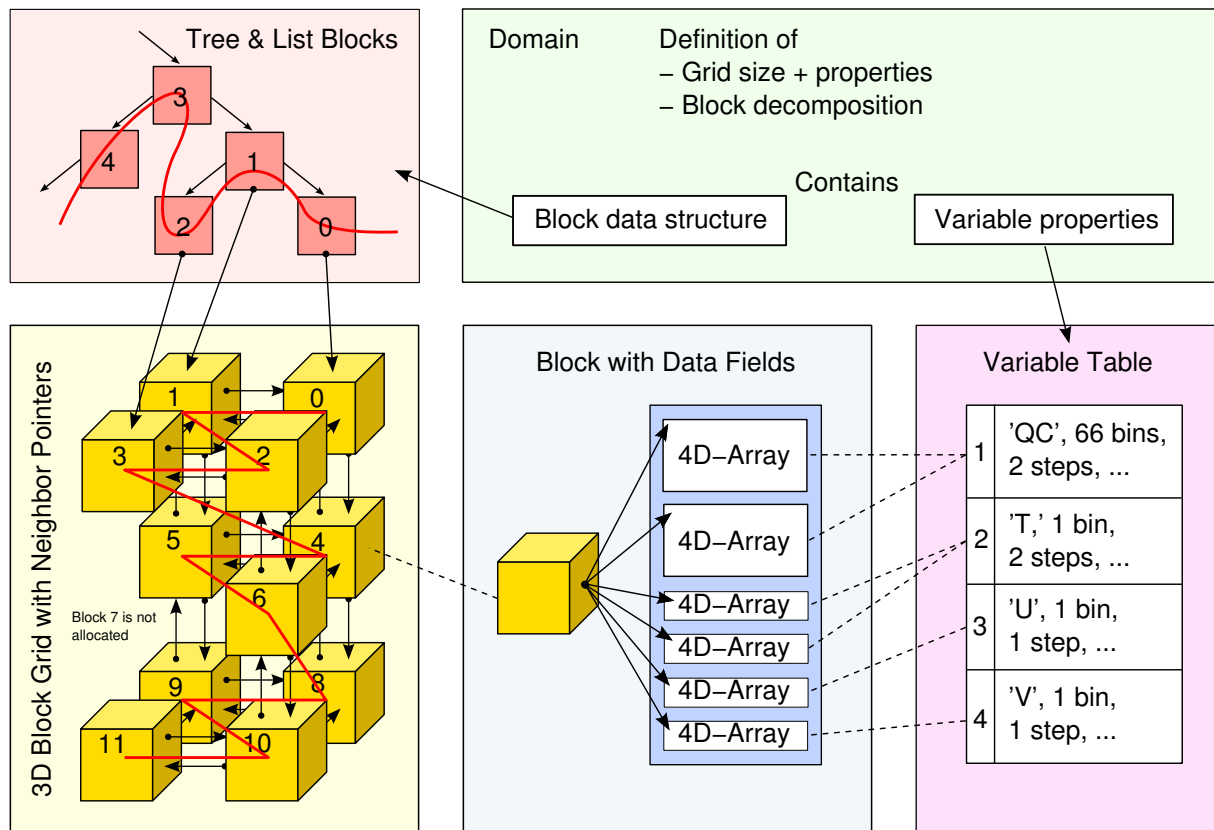 Tree & List Blocks
3
4
1
2
0
Domain
Definition of
– Grid size + properties
– Block decomposition
Contains
Block data structure
Variable properties
3D Block Grid with Neighbor Pointers
1
0
3
2
5
4
6
Block 7 is not
allocated
9
8
11
10
Block with Data Fields
4D–Array
4D–Array
4D–Array
4D–Array
4D–Array
4D–Array
Variable Table
1
'QC', 66 bins,
2 steps, ...
2
'T,' 1 bin,
2 steps, ...
3
'U', 1 bin,
1 step, ...
4
'V', 1 bin,
1 step, ...